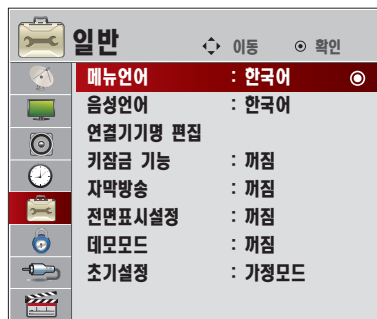 일반 이동 확인
메뉴언어 : 한국어
음성언어 : 한국어
연결기기명 편집
키잠금 기능 : 꺼짐
자막방송 : 꺼짐
전면표시설정 : 꺼짐
데모모드 : 꺼짐
초기설정 : 가정모드